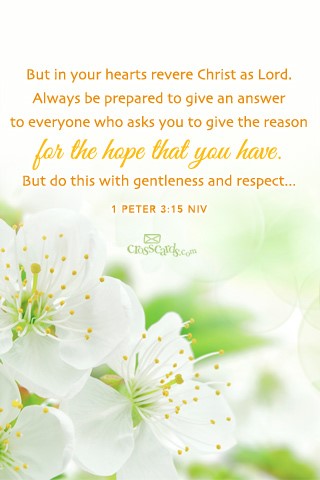 But in your hearts revere Christ as Lord.
Always be prepared to give an answer
to everyone who asks you to give the reason
for the hope that you have.
But do this with gentleness and respect...
1 PETER 3:15 NIV
crosscards.com